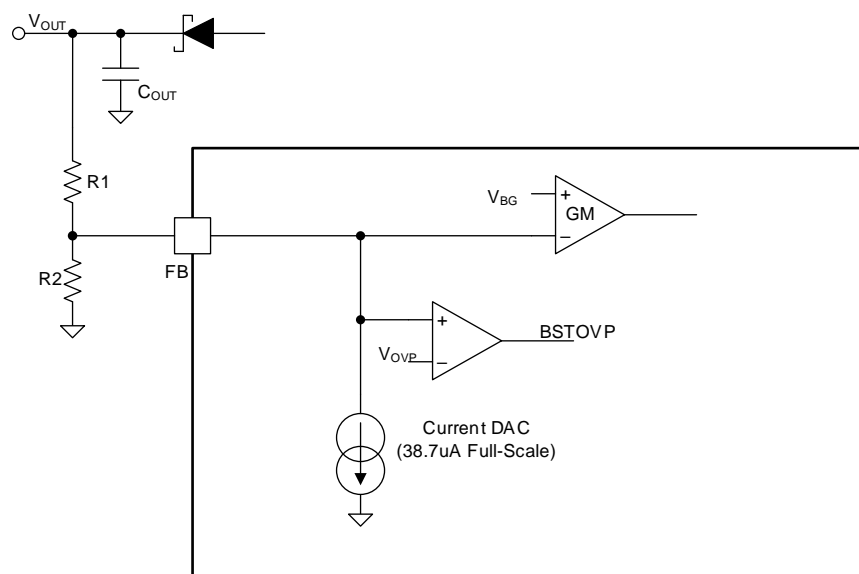 VOUT
COUT
R1
VBG
+
GM
−
FB
R2
+
BSTOVP
VOVP
−
Current DAC
(38.7uA Full-Scale)